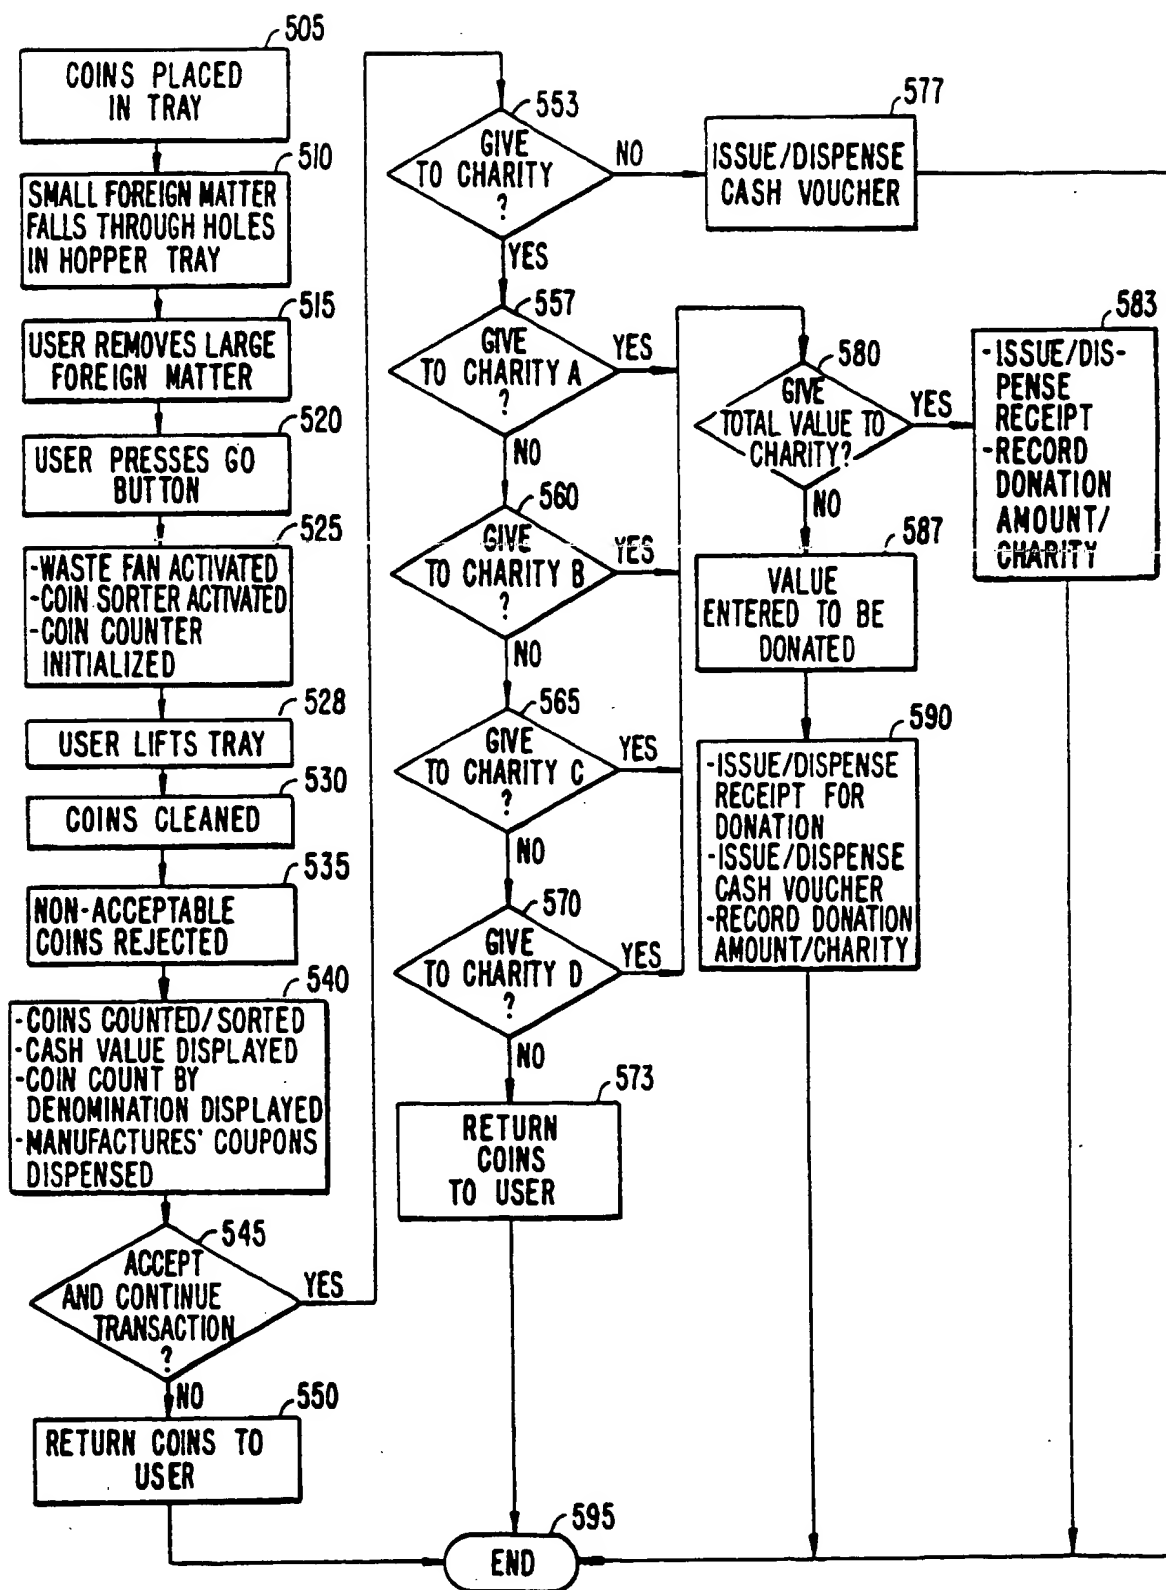 505
COINS PLACED
IN TRAY
510
SMALL FOREIGN MATTER
FALLS THROUGH HOLES
IN HOPPER TRAY
515
USER REMOVES LARGE
FOREIGN MATTER
520
USER PRESSES GO
BUTTON
525
-WASTE FAN ACTIVATED
-COIN SORTER ACTIVATED
-COIN COUNTER
INITIALIZED
528
USER LIFTS TRAY
530
COINS CLEANED
535
NON-ACCEPTABLE
COINS REJECTED
540
-COINS COUNTED/SORTED
-CASH VALUE DISPLAYED
-COIN COUNT BY
DENOMINATION DISPLAYED
-MANUFACTURES' COUPONS
DISPENSED
545
ACCEPT
AND CONTINUE
TRANSACTION
?
YES
NO
550
RETURN COINS TO
USER
553
GIVE
TO CHARITY
?
NO
YES
557
GIVE
TO CHARITY A
?
YES
NO
560
GIVE
TO CHARITY B
?
YES
NO
565
GIVE
TO CHARITY C
?
YES
NO
570
GIVE
TO CHARITY D
?
YES
NO
573
RETURN
COINS
TO USER
577
ISSUE/DISPENSE
CASH VOUCHER
580
GIVE
TOTAL VALUE TO
CHARITY?
YES
NO
583
-ISSUE/DIS-
PENSE
RECEIPT
-RECORD
DONATION
AMOUNT/
CHARITY
587
VALUE
ENTERED TO BE
DONATED
590
-ISSUE/DISPENSE
RECEIPT FOR
DONATION
-ISSUE/DISPENSE
CASH VOUCHER
-RECORD DONATION
AMOUNT/CHARITY
595
END